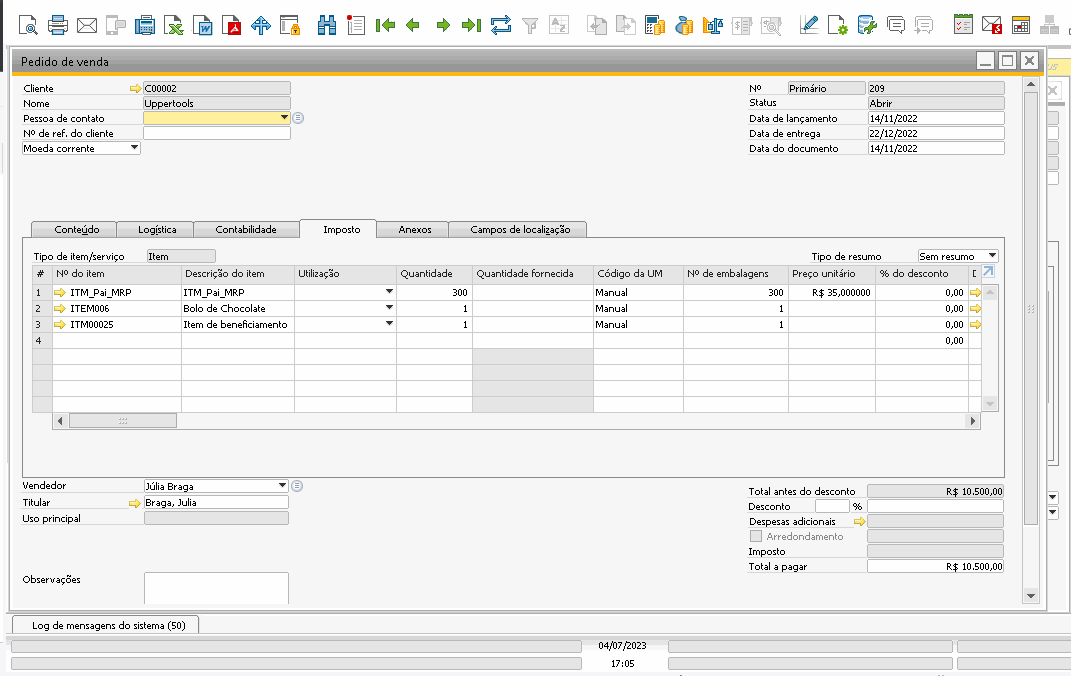 Pedido de venda
Cliente C00002 Nº Primário 209
Nome Uppertools Status Abrir
Pessoa de contato Data de lançamento 14/11/2022
Nº de ref. do cliente Data de entrega 22/12/2022
Moeda corrente Data do documento 14/11/2022
Conteúdo Logística Contabilidade Imposto Anexos Campos de localização
Tipo de item/serviço Item Tipo de resumo Sem resumo
# Nº do item Descrição do item Utilização Quantidade Quantidade fornecida Código da UM Nº de embalagens Preço unitário % do desconto
1 ITM_Pai_MRP ITM_Pai_MRP 300 Manual 300 R$ 35,000000 0,00
2 ITEM006 Bolo de Chocolate 1 Manual 1 0,00
3 ITM00025 Item de beneficiamento 1 Manual 1 0,00
4 0,00
Vendedor Júlia Braga
Titular Braga, Julia
Uso principal
Total antes do desconto R$ 10.500,00
Desconto %
Despesas adicionais
Arredondamento
Imposto
Total a pagar R$ 10.500,00
Observações
Log de mensagens do sistema (50)
04/07/2023
17:05